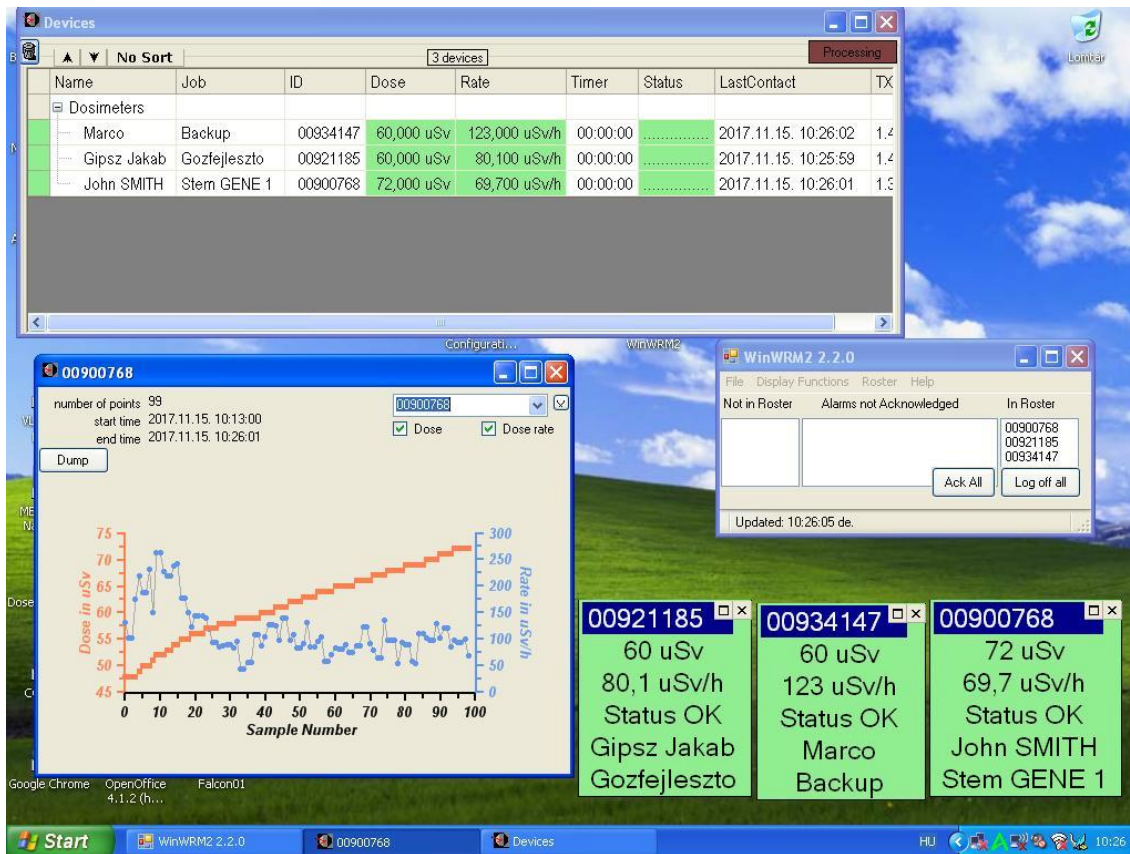 Devices
No Sort
3 devices
Processing
Name Job ID Dose Rate Timer Status LastContact TX
Dosimeters
Marco Backup 00934147 60,000 uSv 123,000 uSv/h 00:00:00 .............. 2017.11.15. 10:26:02 1.4
Gipsz Jakab Gozfejleszto 00921185 60,000 uSv 80,100 uSv/h 00:00:00 .............. 2017.11.15. 10:25:59 1.4
John SMITH Stem GENE 1 00900768 72,000 uSv 69,700 uSv/h 00:00:00 .............. 2017.11.15. 10:26:01 1.3
Lomtár
Configurati...
WinWRM2
00900768
number of points 99
start time 2017.11.15. 10:13:00
end time 2017.11.15. 10:26:01
00900768
Dose
Dose rate
Dump
Dose in uSv
75
70
65
60
55
50
45
Rate in uSv/h
300
250
200
150
100
50
0
0 10 20 30 40 50 60 70 80 90 100
Sample Number
WinWRM2 2.2.0
File Display Functions Roster Help
Not in Roster Alarms not Acknowledged In Roster
00900768
00921185
00934147
Ack All
Log off all
Updated: 10:26:05 de.
00921185
60 uSv
80,1 uSv/h
Status OK
Gipsz Jakab
Gozfejleszto
00934147
60 uSv
123 uSv/h
Status OK
Marco
Backup
00900768
72 uSv
69,7 uSv/h
Status OK
John SMITH
Stem GENE 1
Dose
Google Chrome
OpenOffice
4.1.2 (h...
Falcon01
Start
WinWRM2 2.2.0
00900768
Devices
HU
10:26